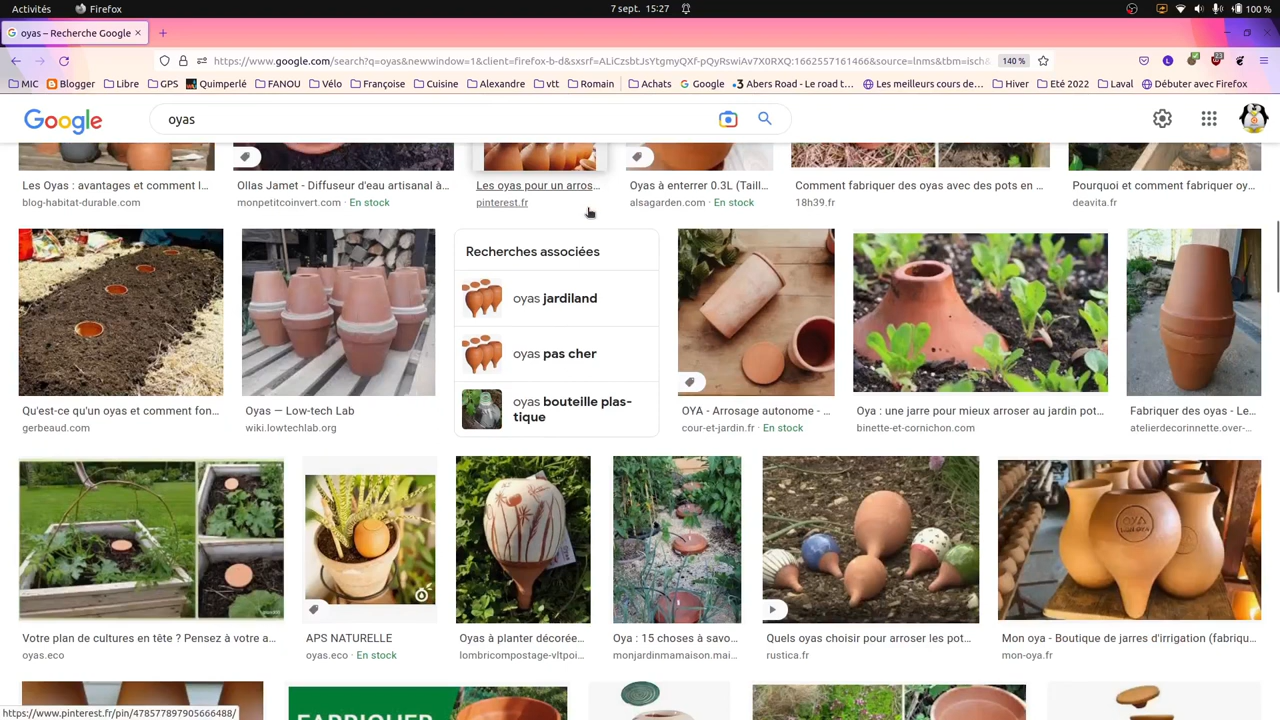 Activités
Firefox
7 sept. 15:27
100 %
oyas – Recherche Google
https://www.google.com/search?q=oyas&newwindow=1&client=firefox-b-d&sxsrf=ALiCzsbtJsYtgmyQXf-pQyRswiAv7X0RXQ:1662557161466&source=lnms&tbm=isch&
140 %
MIC
Blogger
Libre
GPS
Quimperlé
FANOU
Vélo
Françoise
Cuisine
Alexandre
vtt
Romain
Achats
Google
Abers Road - Le road t…
Les meilleurs cours de…
Hiver
Eté 2022
Laval
Débuter avec Firefox
Google
oyas
Les Oyas : avantages et comment l...
blog-habitat-durable.com
Ollas Jamet - Diffuseur d'eau artisanal à...
monpetitcoinvert.com · En stock
Les oyas pour un arros...
pinterest.fr
Oyas à enterrer 0.3L (Taill...
alsagarden.com · En stock
Comment fabriquer des oyas avec des pots en ...
18h39.fr
Pourquoi et comment fabriquer oy...
deavita.fr
Recherches associées
oyas jardiland
oyas pas cher
oyas bouteille plas-
tique
Qu'est-ce qu'un oyas et comment fon...
gerbeaud.com
Oyas — Low-tech Lab
wiki.lowtechlab.org
OYA - Arrosage autonome - ...
cour-et-jardin.fr · En stock
Oya : une jarre pour mieux arroser au jardin pot...
binette-et-cornichon.com
Fabriquer des oyas - Le...
atelierdecorinnette.over-...
OYA
Votre plan de cultures en tête ? Pensez à votre a...
oyas.eco
APS NATURELLE
oyas.eco · En stock
Oyas à planter décorée...
lombricompostage-vltpoi...
Oya : 15 choses à savo...
monjardinmamaison.mai...
Quels oyas choisir pour arroser les pot...
rustica.fr
Mon oya - Boutique de jarres d'irrigation (fabriqu...
mon-oya.fr
FABRIQUER
https://www.pinterest.fr/pin/478577897905666488/